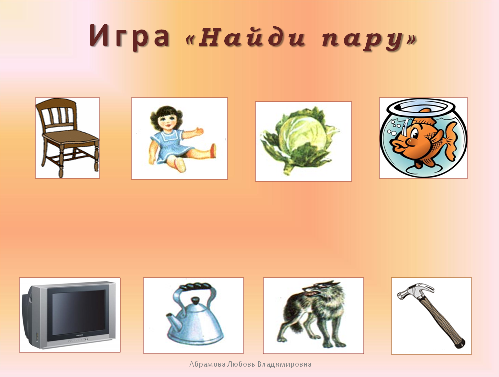 Игра «Найди пару»
Абрамова Любовь Владимировна